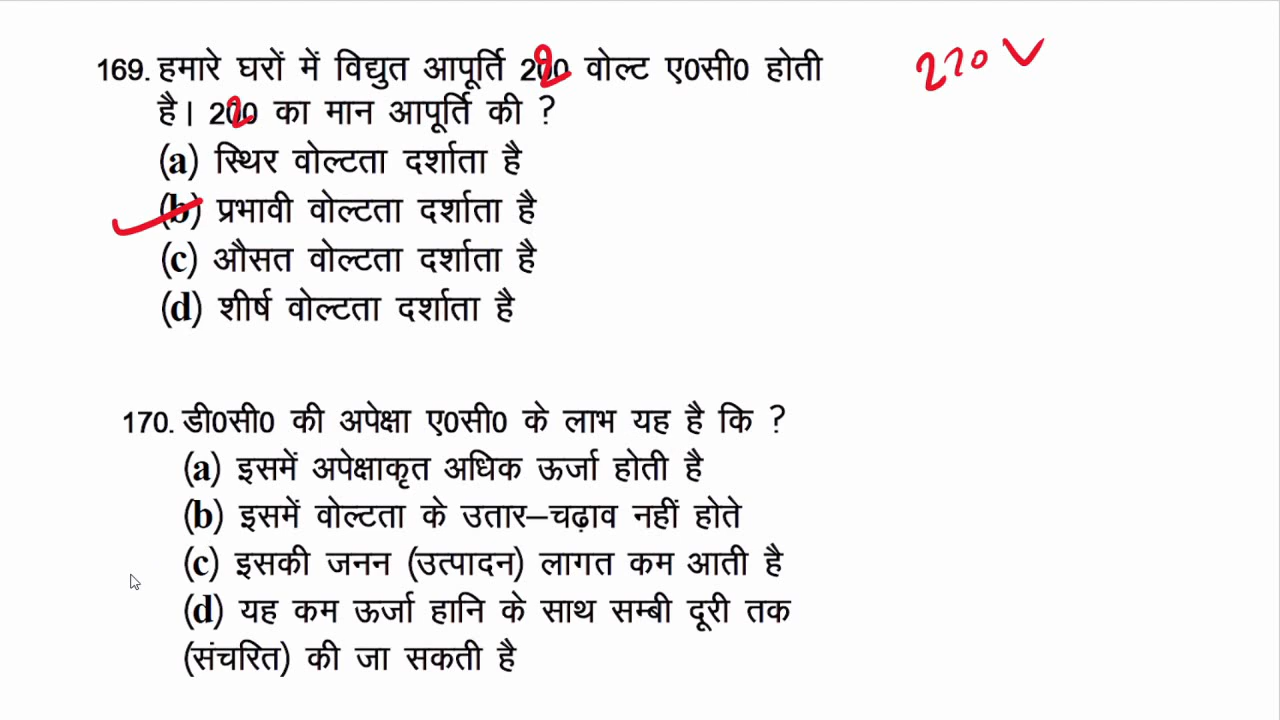 169. हमारे घरों में विद्युत आपूर्ति 200 वोल्ट ए0सी0 होती
है। 200 का मान आपूर्ति की ?
(a) स्थिर वोल्टता दर्शाता है
(b) प्रभावी वोल्टता दर्शाता है
(c) औसत वोल्टता दर्शाता है
(d) शीर्ष वोल्टता दर्शाता है
220 V
170. डी0सी0 की अपेक्षा ए0सी0 के लाभ यह है कि ?
(a) इसमें अपेक्षाकृत अधिक ऊर्जा होती है
(b) इसमें वोल्टता के उतार–चढ़ाव नहीं होते
(c) इसकी जनन (उत्पादन) लागत कम आती है
(d) यह कम ऊर्जा हानि के साथ सम्बी दूरी तक
(संचरित) की जा सकती है